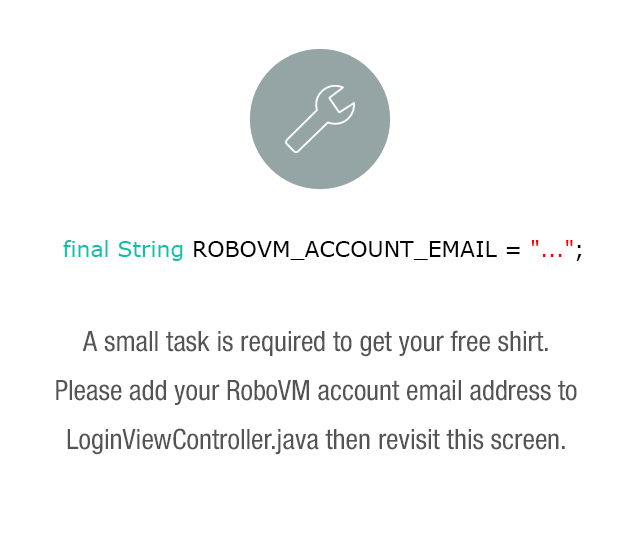 final String ROBOVM_ACCOUNT_EMAIL = "...";
A small task is required to get your free shirt.
Please add your RoboVM account email address to
LoginViewController.java then revisit this screen.